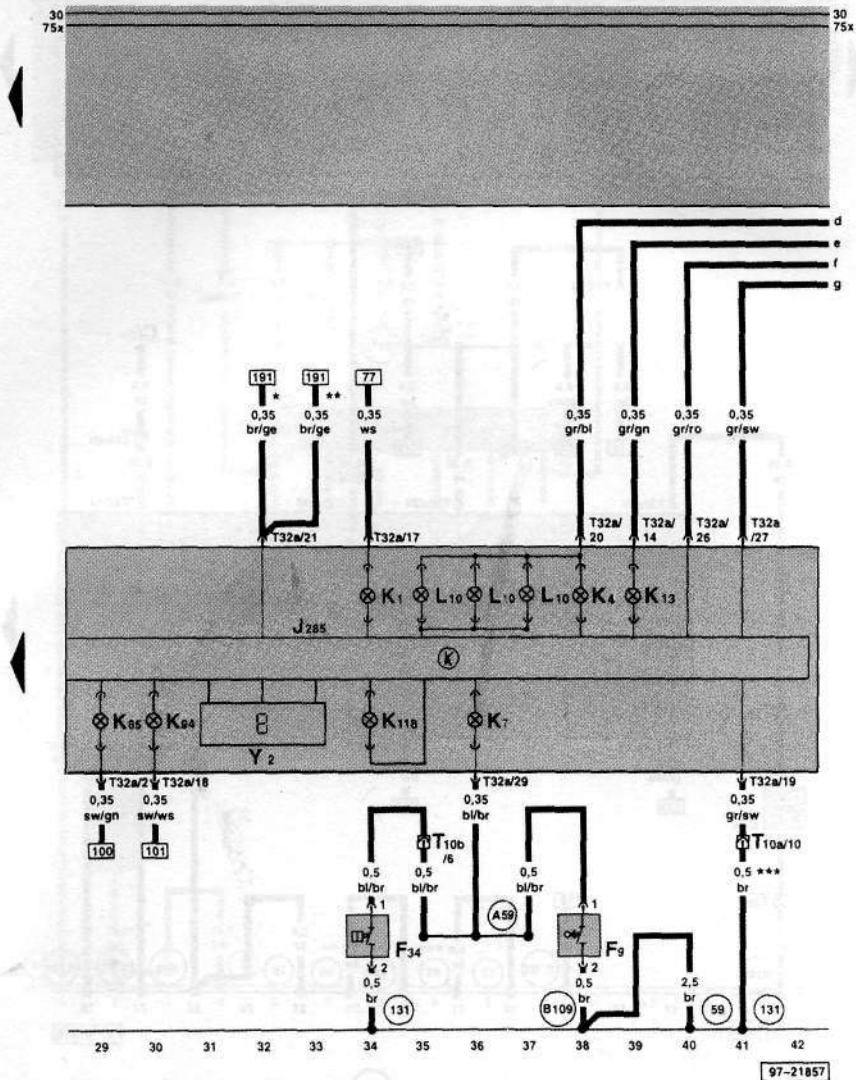 30 30
75x 75x
d
e
f
g
191 * 191 ** 77
0,35 0,35 0,35 0,35 0,35 0,35 0,35
br/ge br/ge ws gr/bl gr/gn gr/ro gr/sw
T32a/21 T32a/17 T32a/20 T32a/14 T32a/26 T32a/27
K1 L10 L10 L10 K4 K13
J285
K
K85 K94 K118 K7
Y2
T32a/2 T32a/18 T32a/29 T32a/19
0,35 0,35 0,35 0,35
sw/gn sw/ws bl/br gr/sw
100 101 T10b/6 T10a/10
0,5 0,5 0,5 0,5 ***
bl/br bl/br bl/br br
1 A59 1
F34 F9
2 2
0,5 0,5 2,5
br 131 B109 br br 59 131
29 30 31 32 33 34 35 36 37 38 39 40 41 42
97-21857